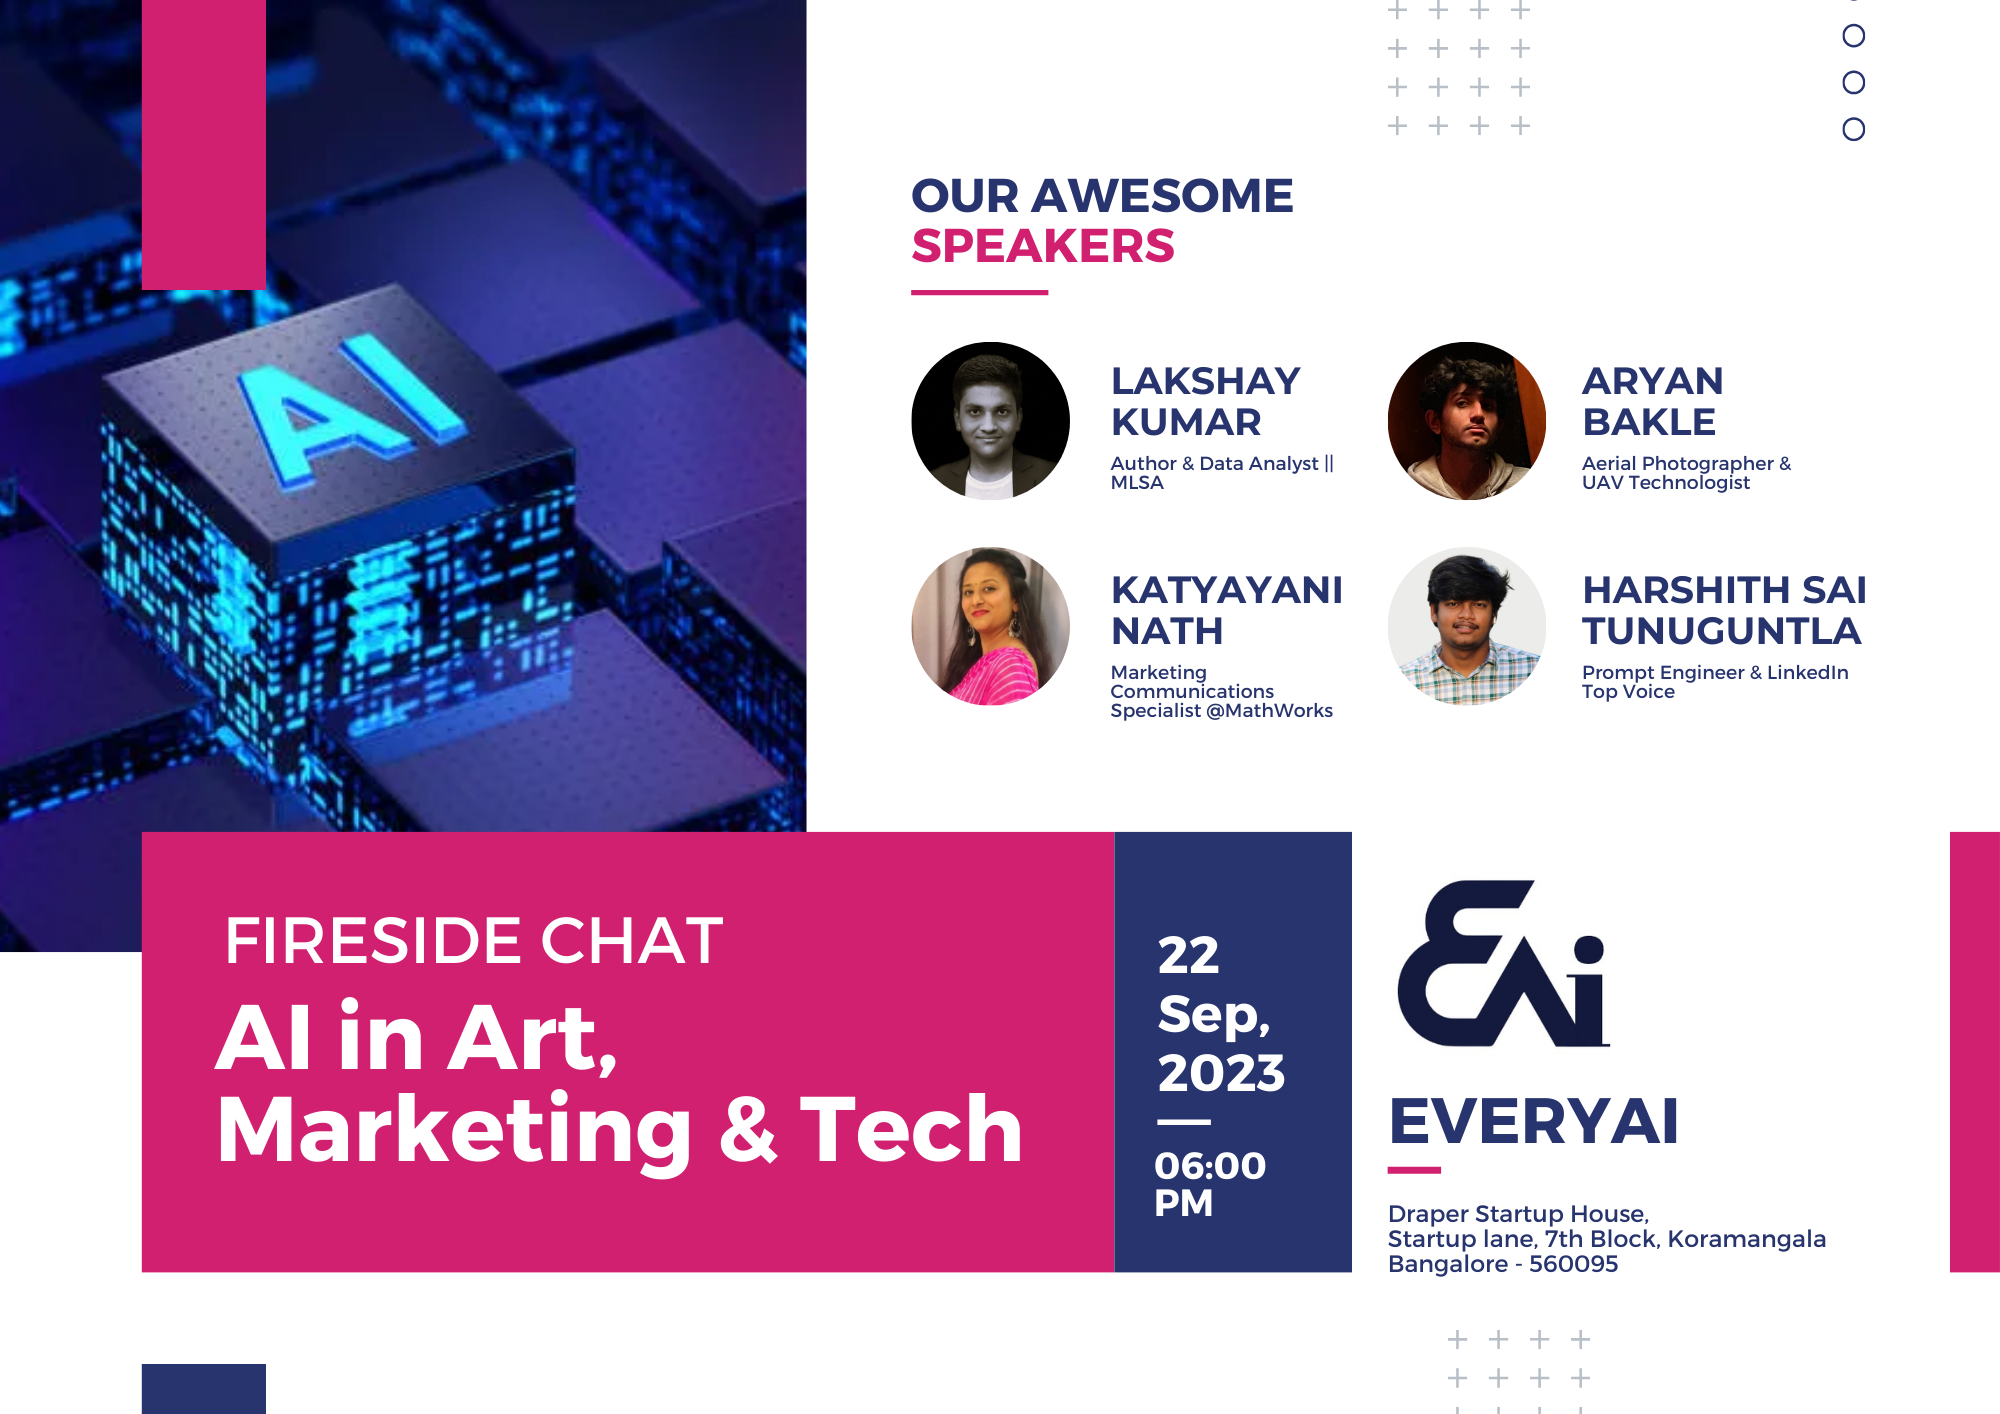 AI
OUR AWESOME
SPEAKERS
LAKSHAY
KUMAR
Author & Data Analyst ||
MLSA
ARYAN
BAKLE
Aerial Photographer &
UAV Technologist
KATYAYANI
NATH
Marketing
Communications
Specialist @MathWorks
HARSHITH SAI
TUNUGUNTLA
Prompt Engineer & LinkedIn
Top Voice
FIRESIDE CHAT
AI in Art,
Marketing & Tech
22
Sep,
2023
06:00
PM
EAi
EVERYAI
Draper Startup House,
Startup lane, 7th Block, Koramangala
Bangalore - 560095